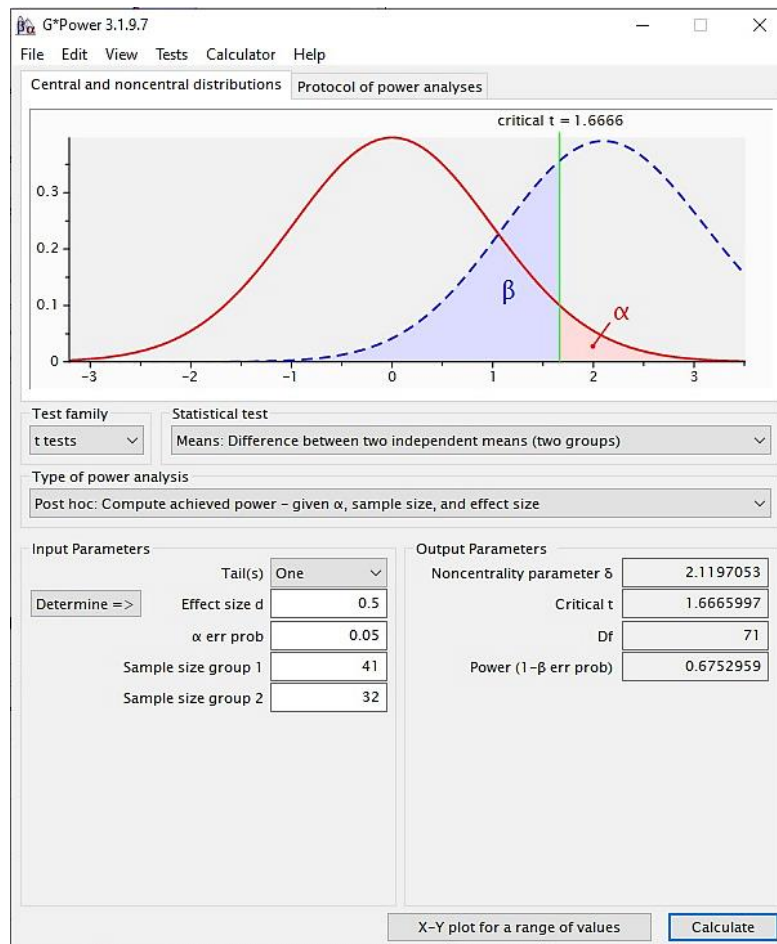 βα G*Power 3.1.9.7
File Edit View Tests Calculator Help
Central and noncentral distributions Protocol of power analyses
critical t = 1.6666
0.3
0.2
0.1
0
β
α
-3 -2 -1 0 1 2 3
Test family Statistical test
t tests Means: Difference between two independent means (two groups)
Type of power analysis
Post hoc: Compute achieved power – given α, sample size, and effect size
Input Parameters Output Parameters
Tail(s) One Noncentrality parameter δ 2.1197053
Determine => Effect size d 0.5 Critical t 1.6665997
α err prob 0.05 Df 71
Sample size group 1 41 Power (1-β err prob) 0.6752959
Sample size group 2 32
X-Y plot for a range of values Calculate